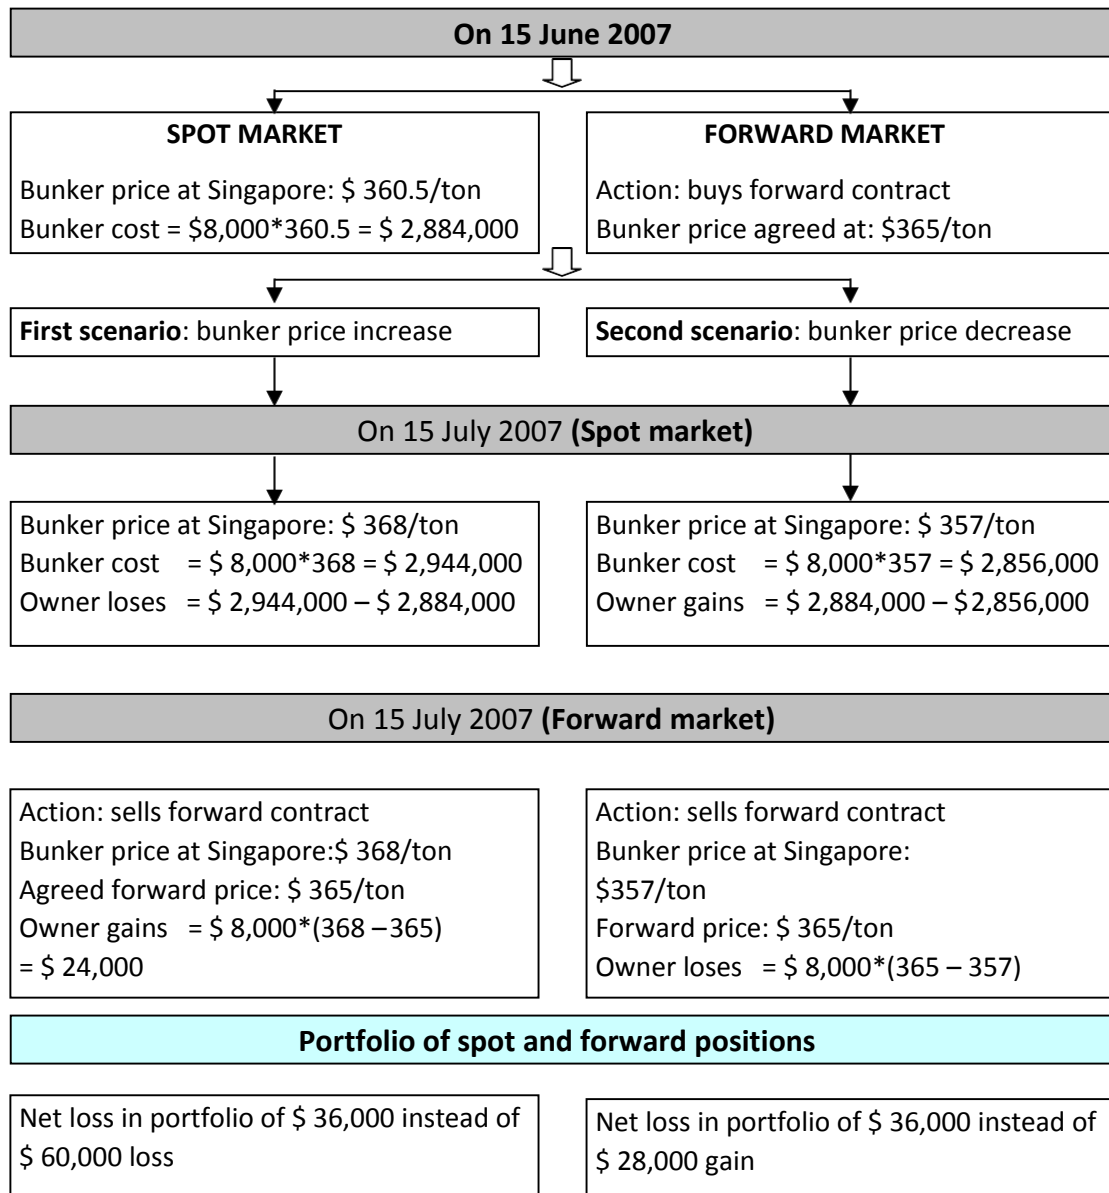 On 15 June 2007
SPOT MARKET
Bunker price at Singapore: $ 360.5/ton
Bunker cost = $8,000*360.5 = $ 2,884,000
FORWARD MARKET
Action: buys forward contract
Bunker price agreed at: $365/ton
First scenario: bunker price increase
Second scenario: bunker price decrease
On 15 July 2007 (Spot market)
Bunker price at Singapore: $ 368/ton
Bunker cost = $ 8,000*368 = $ 2,944,000
Owner loses = $ 2,944,000 – $ 2,884,000
Bunker price at Singapore: $ 357/ton
Bunker cost = $ 8,000*357 = $ 2,856,000
Owner gains = $ 2,884,000 – $2,856,000
On 15 July 2007 (Forward market)
Action: sells forward contract
Bunker price at Singapore:$ 368/ton
Agreed forward price: $ 365/ton
Owner gains = $ 8,000*(368 –365)
= $ 24,000
Action: sells forward contract
Bunker price at Singapore:
$357/ton
Forward price: $ 365/ton
Owner loses = $ 8,000*(365 – 357)
Portfolio of spot and forward positions
Net loss in portfolio of $ 36,000 instead of
$ 60,000 loss
Net loss in portfolio of $ 36,000 instead of
$ 28,000 gain